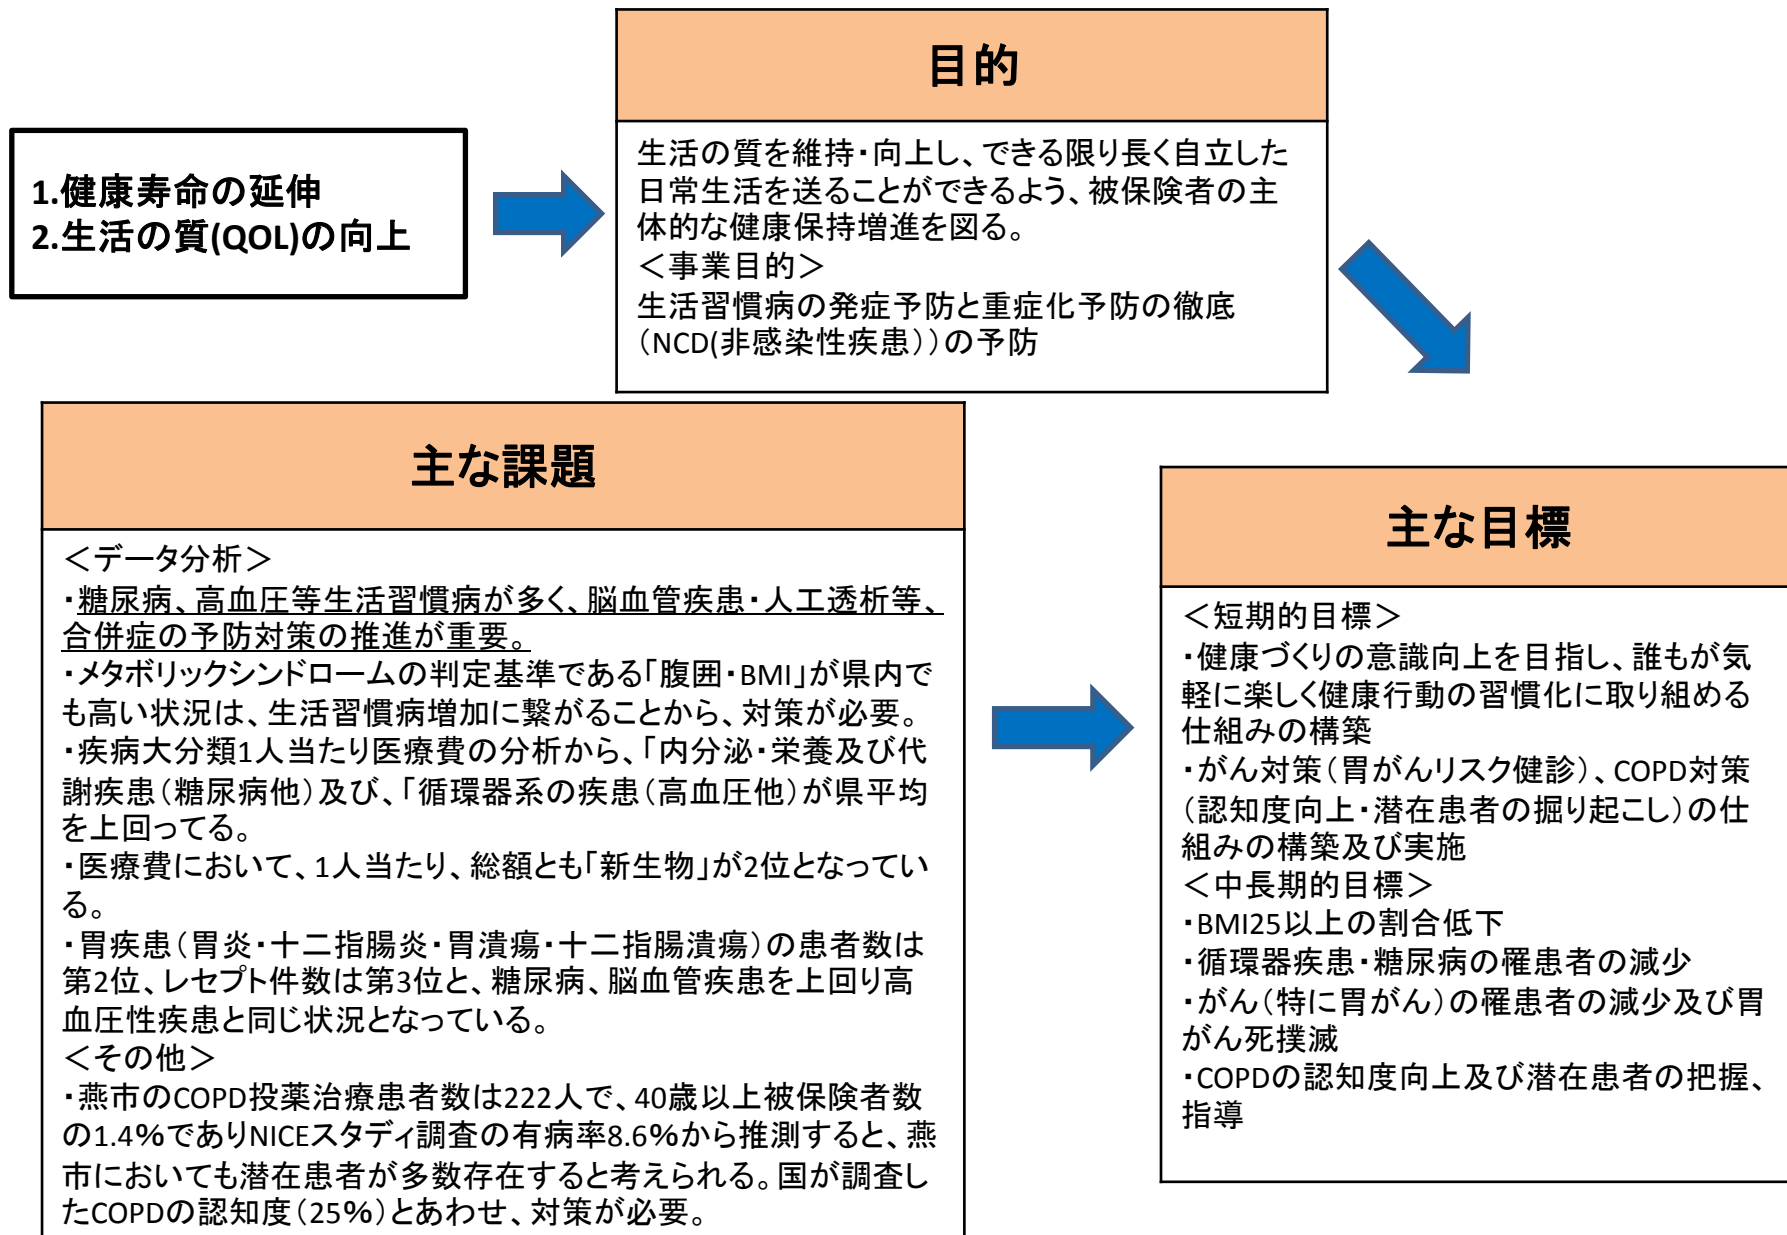 1.健康寿命の延伸
2.生活の質(QOL)の向上
目的
生活の質を維持・向上し、できる限り長く自立した
日常生活を送ることができるよう、被保険者の主
体的な健康保持増進を図る。
＜事業目的＞
生活習慣病の発症予防と重症化予防の徹底
（NCD(非感染性疾患））の予防
主な課題
＜データ分析＞
・糖尿病、高血圧等生活習慣病が多く、脳血管疾患・人工透析等、
合併症の予防対策の推進が重要。
・メタボリックシンドロームの判定基準である「腹囲・BMI」が県内で
も高い状況は、生活習慣病増加に繋がることから、対策が必要。
・疾病大分類1人当たり医療費の分析から、「内分泌・栄養及び代
謝疾患（糖尿病他）及び、「循環器系の疾患（高血圧他）が県平均
を上回ってる。
・医療費において、1人当たり、総額とも「新生物」が2位となってい
る。
・胃疾患（胃炎・十二指腸炎・胃潰瘍・十二指腸潰瘍）の患者数は
第2位、レセプト件数は第3位と、糖尿病、脳血管疾患を上回り高
血圧性疾患と同じ状況となっている。
＜その他＞
・燕市のCOPD投薬治療患者数は222人で、40歳以上被保険者数
の1.4%でありNICEスタディ調査の有病率8.6%から推測すると、燕
市においても潜在患者が多数存在すると考えられる。国が調査し
たCOPDの認知度（25%）とあわせ、対策が必要。
主な目標
＜短期的目標＞
・健康づくりの意識向上を目指し、誰もが気
軽に楽しく健康行動の習慣化に取り組める
仕組みの構築
・がん対策（胃がんリスク健診）、COPD対策
（認知度向上・潜在患者の掘り起こし）の仕
組みの構築及び実施
＜中長期的目標＞
・BMI25以上の割合低下
・循環器疾患・糖尿病の罹患者の減少
・がん（特に胃がん）の罹患者の減少及び胃
がん死撲滅
・COPDの認知度向上及び潜在患者の把握、
指導